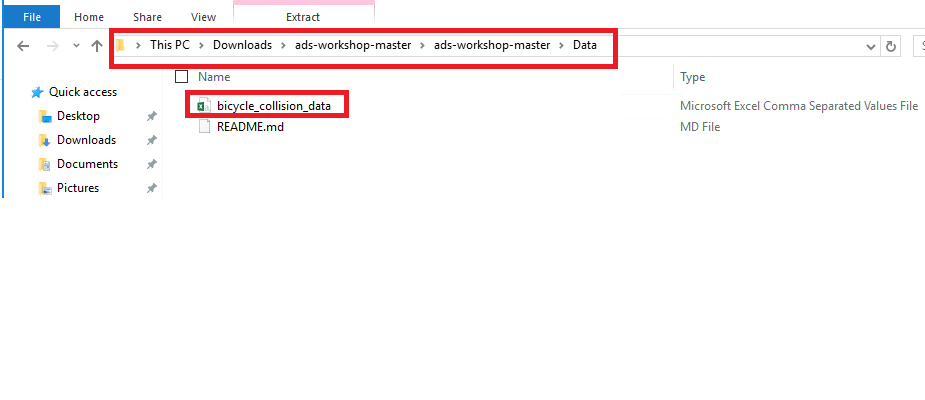 File Home Share View Extract
This PC Downloads ads-workshop-master ads-workshop-master Data
Name Type
Quick access
bicycle_collision_data Microsoft Excel Comma Separated Values File
Desktop
README.md MD File
Downloads
Documents
Pictures